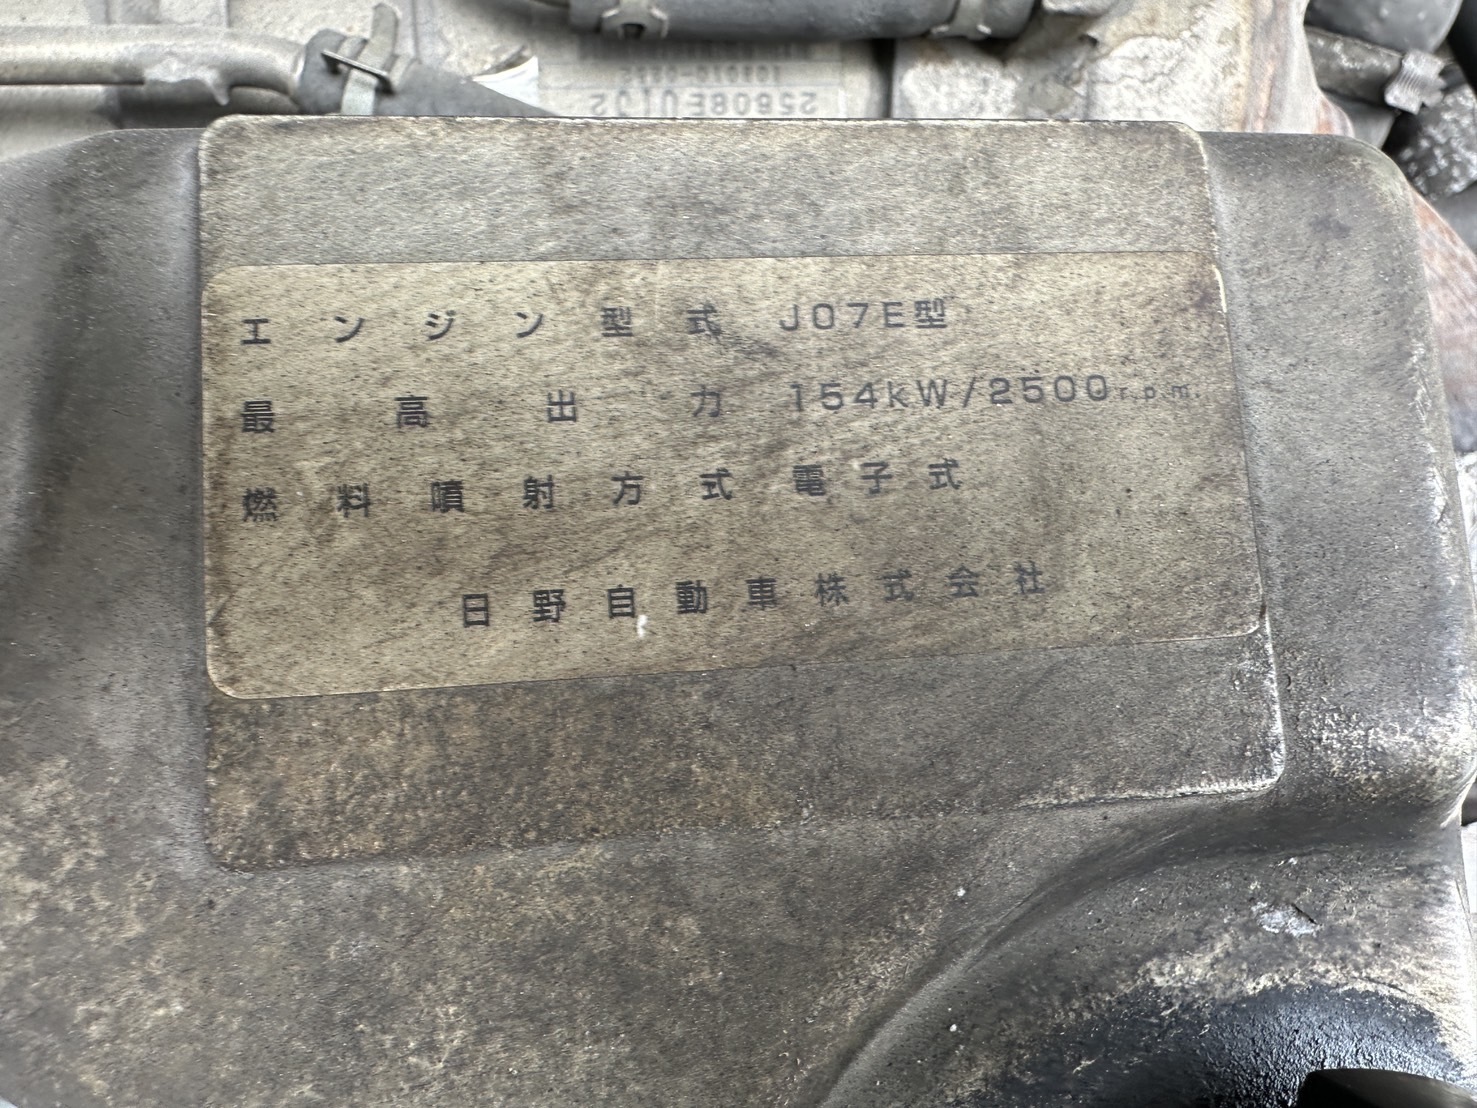 エンジン型式 J07E型
最高出力 154kW/2500r.p.m.
燃料噴射方式 電子式
日野自動車株式会社